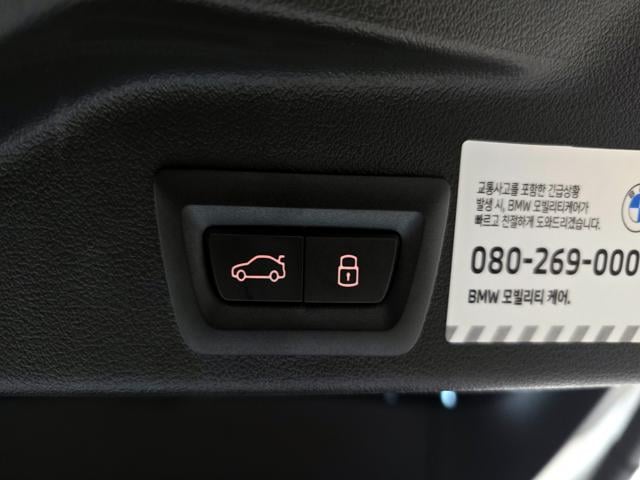 교통사고를 포함한 긴급상황
발생 시, BMW 모빌리티케어가
빠르고 친절하게 도와드리겠습니다.
080-269-000
BMW 모빌리티 케어.